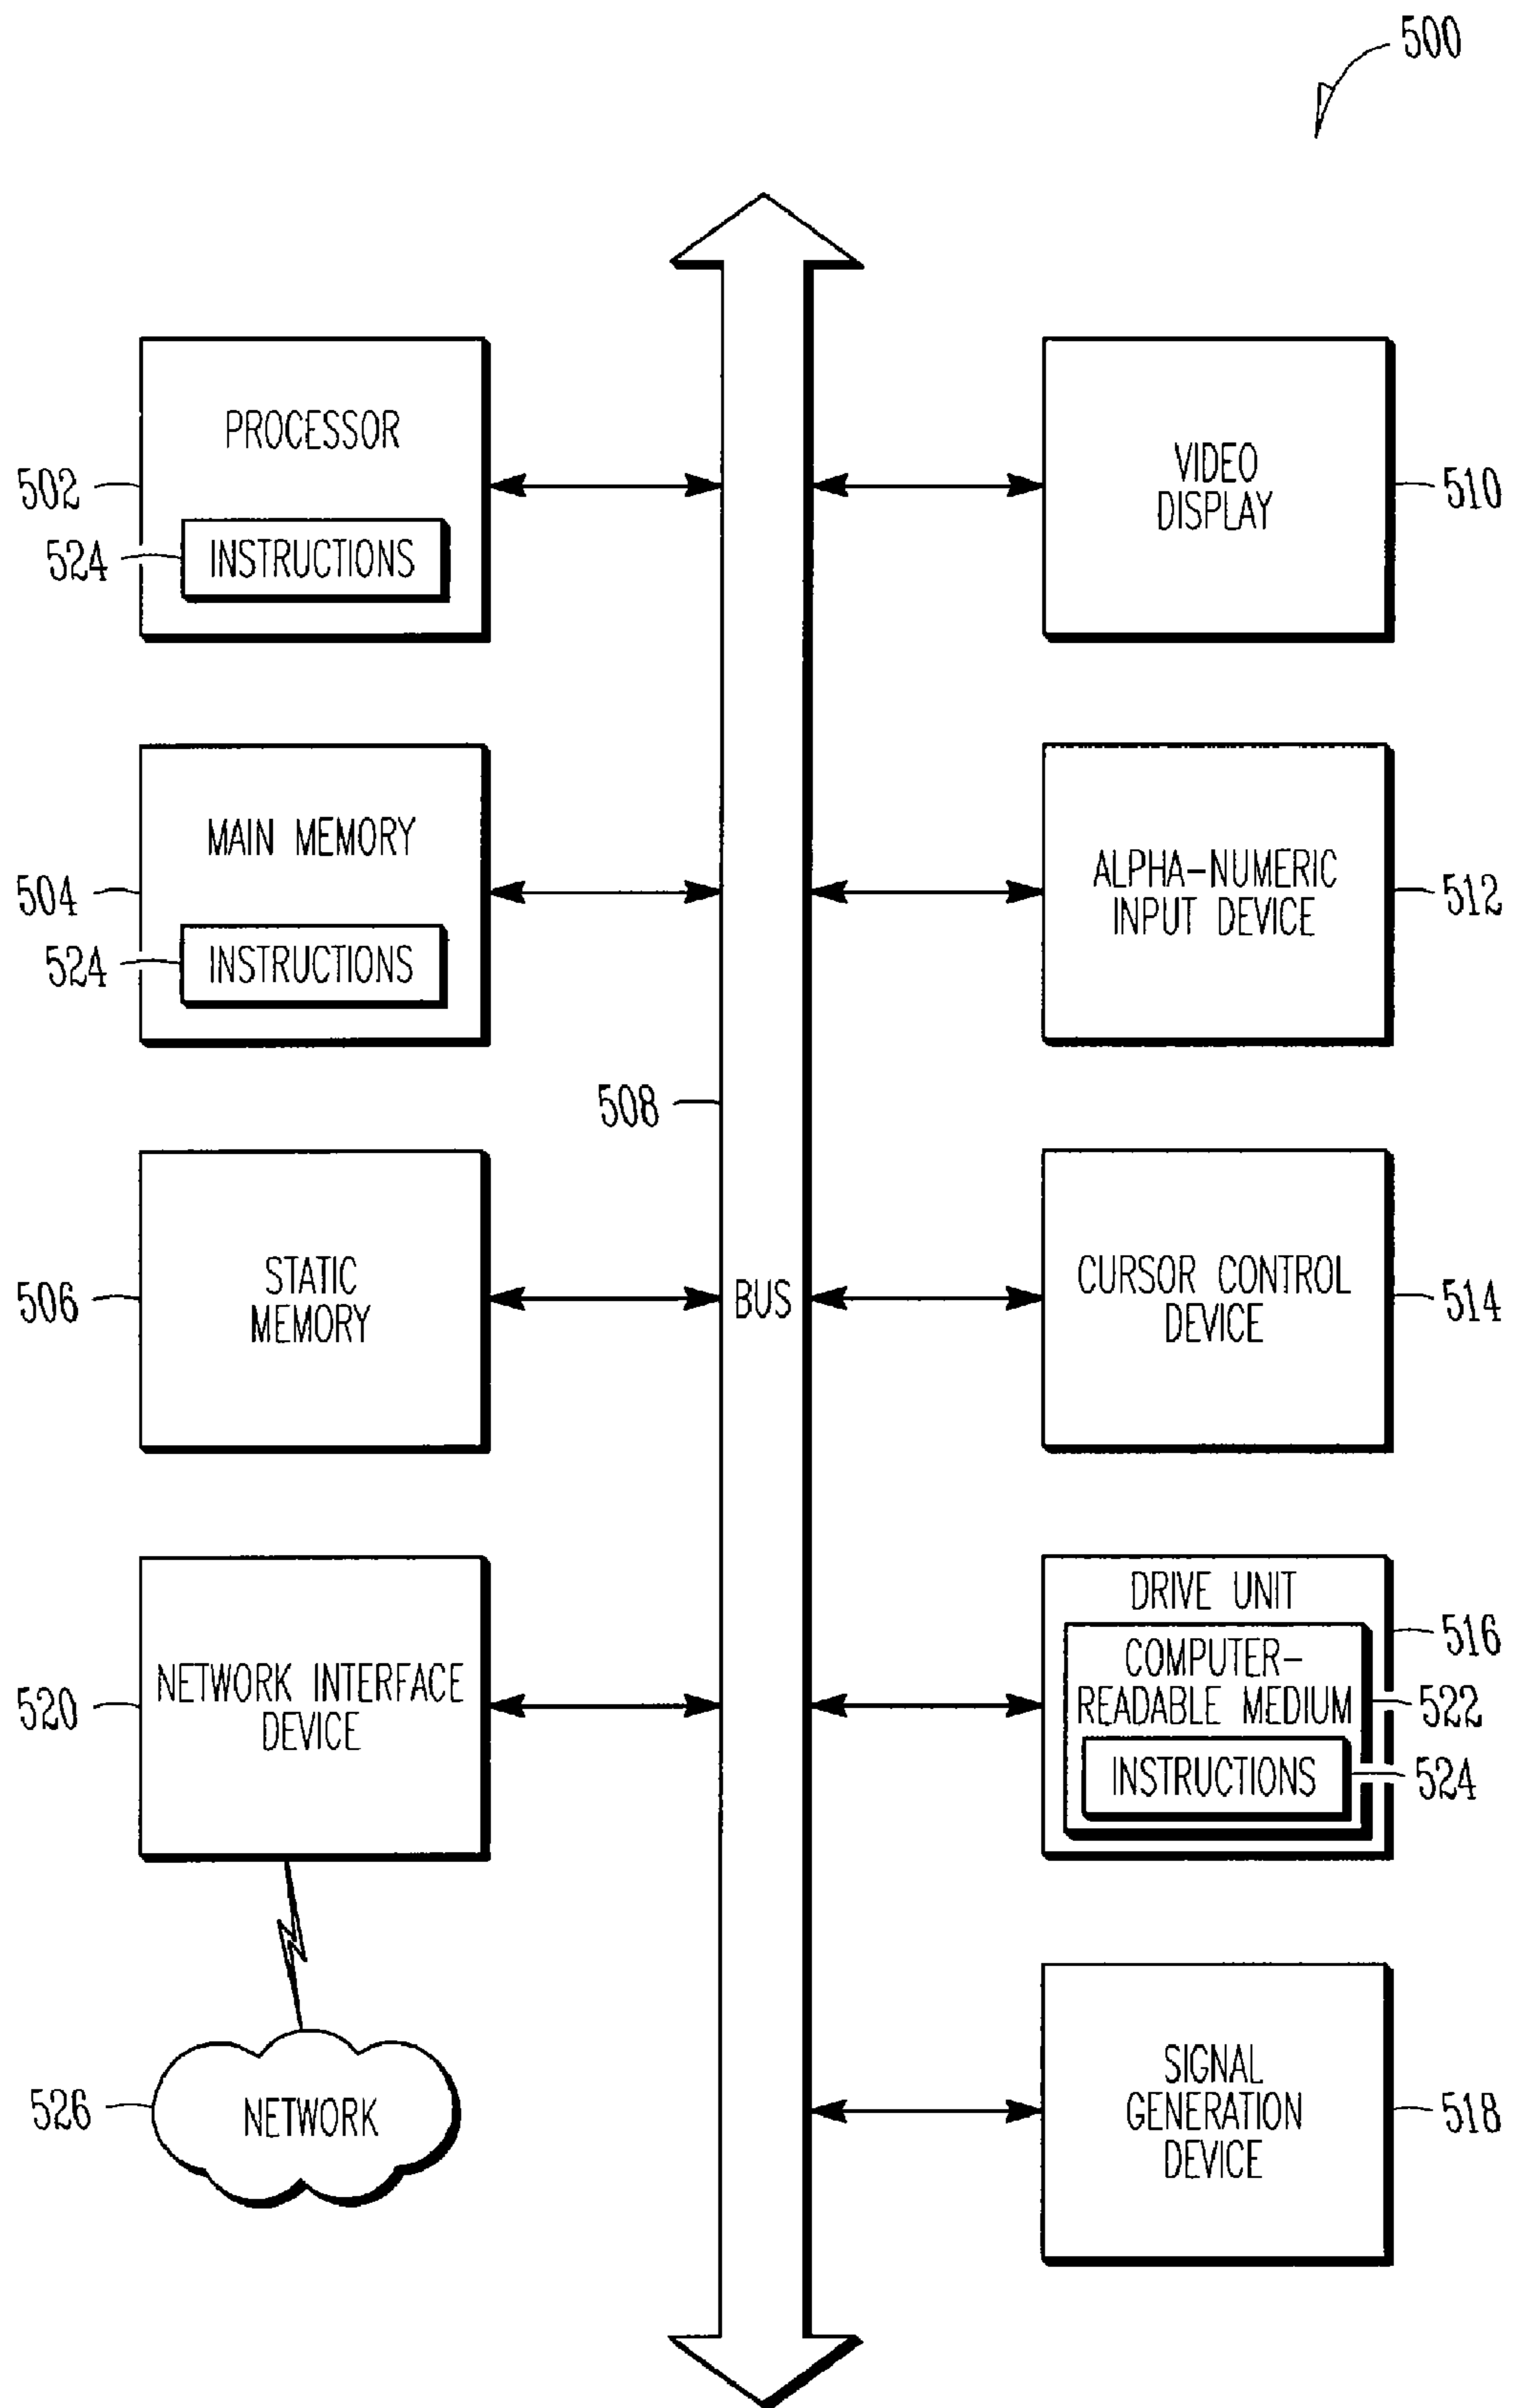 500
PROCESSOR
502
524
INSTRUCTIONS
VIDEO
DISPLAY
510
MAIN MEMORY
504
524
INSTRUCTIONS
ALPHA-NUMERIC
INPUT DEVICE
512
508
BUS
STATIC
MEMORY
506
CURSOR CONTROL
DEVICE
514
NETWORK INTERFACE
DEVICE
520
DRIVE UNIT
516
COMPUTER-
READABLE MEDIUM
522
INSTRUCTIONS
524
526
NETWORK
SIGNAL
GENERATION
DEVICE
518